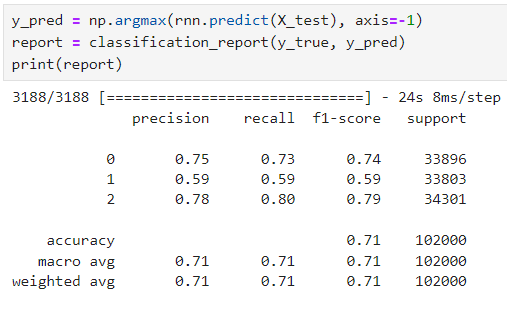 y_pred = np.argmax(rnn.predict(X_test), axis=-1)
report = classification_report(y_true, y_pred)
print(report)
3188/3188 [==============================] - 24s 8ms/step
precision recall f1-score support
0 0.75 0.73 0.74 33896
1 0.59 0.59 0.59 33803
2 0.78 0.80 0.79 34301
accuracy 0.71 102000
macro avg 0.71 0.71 0.71 102000
weighted avg 0.71 0.71 0.71 102000